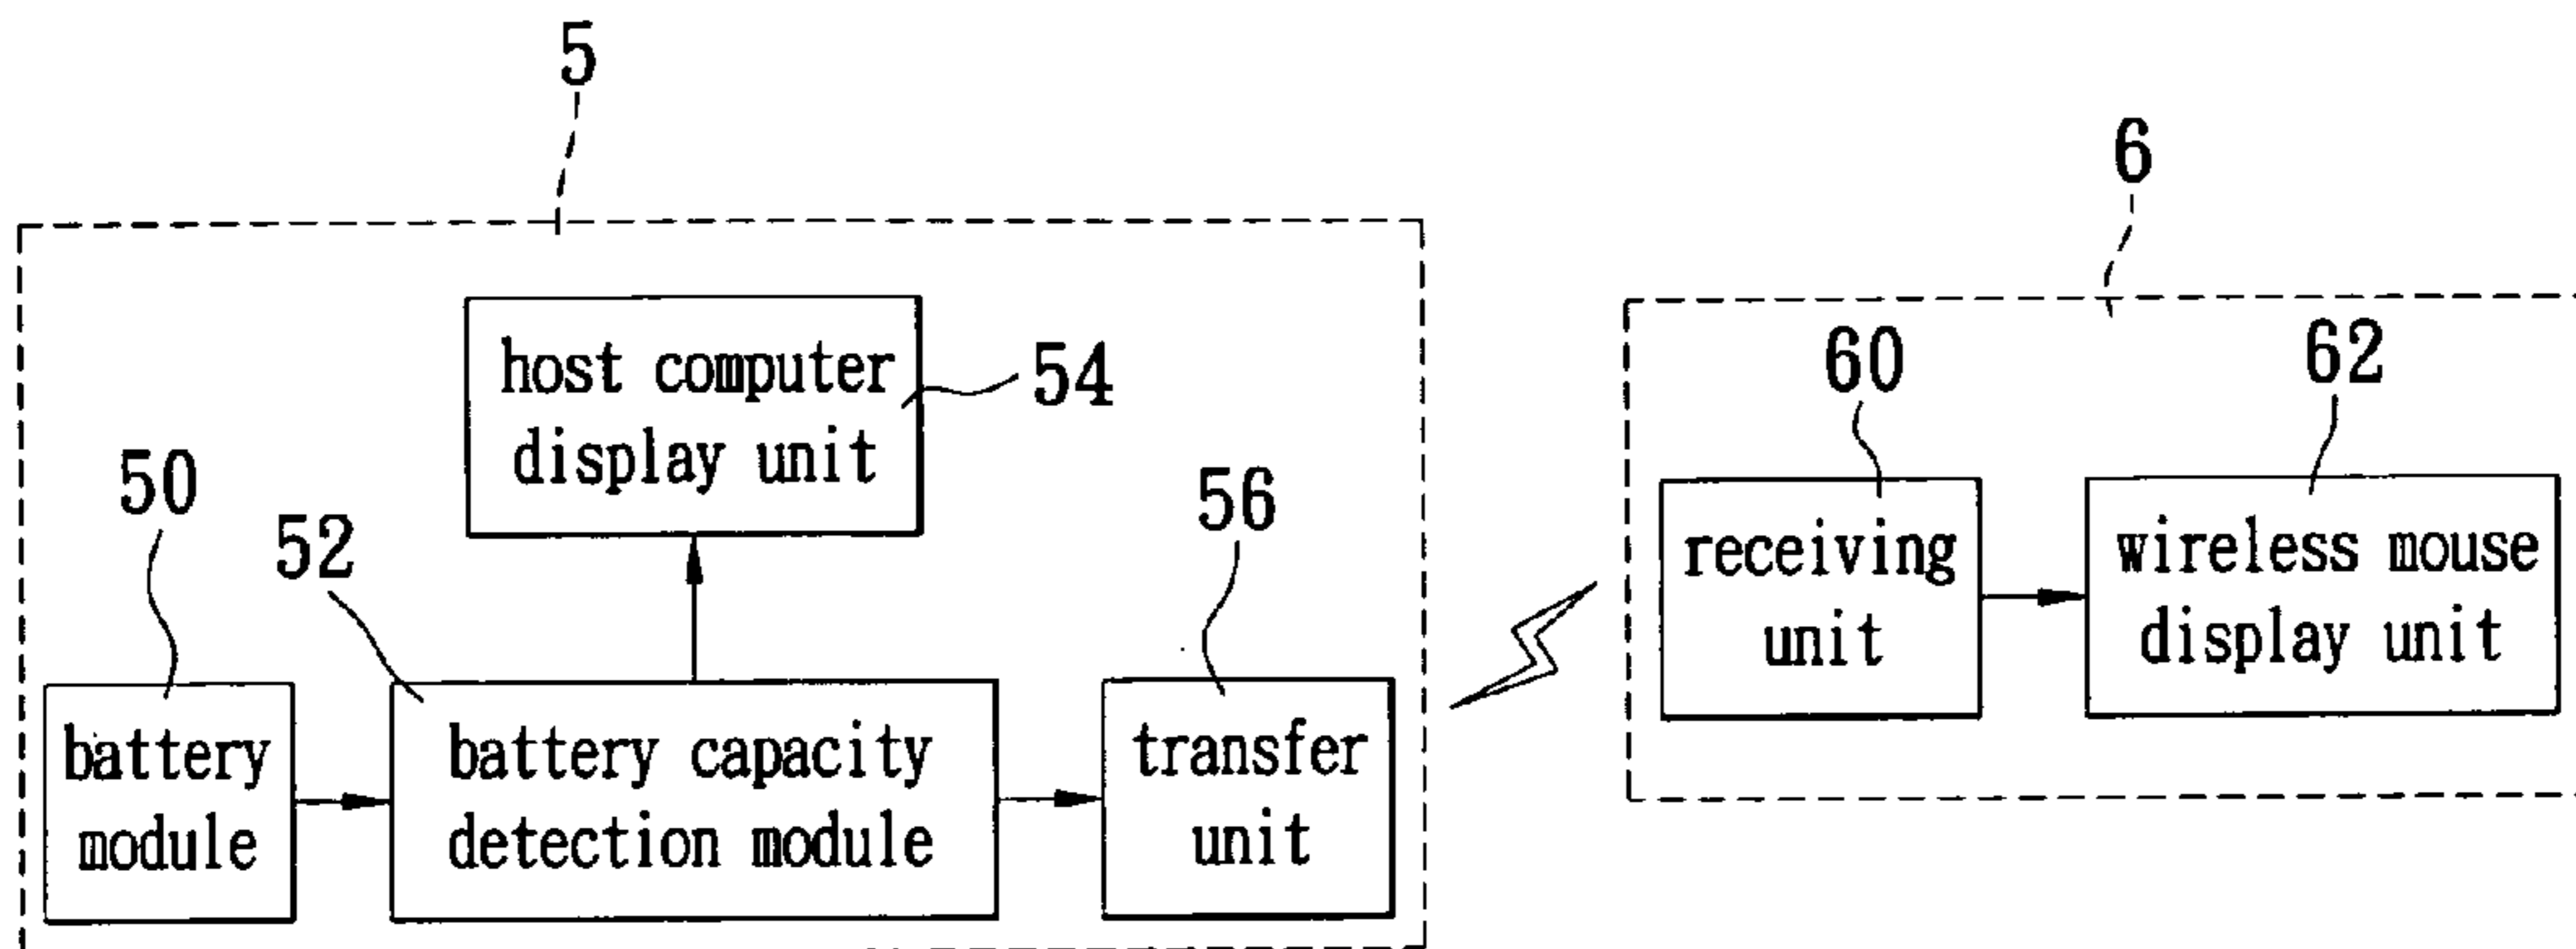 5
6
host computer
display unit
54
60
62
50
52
56
receiving
unit
wireless mouse
display unit
battery
module
battery capacity
detection module
transfer
unit